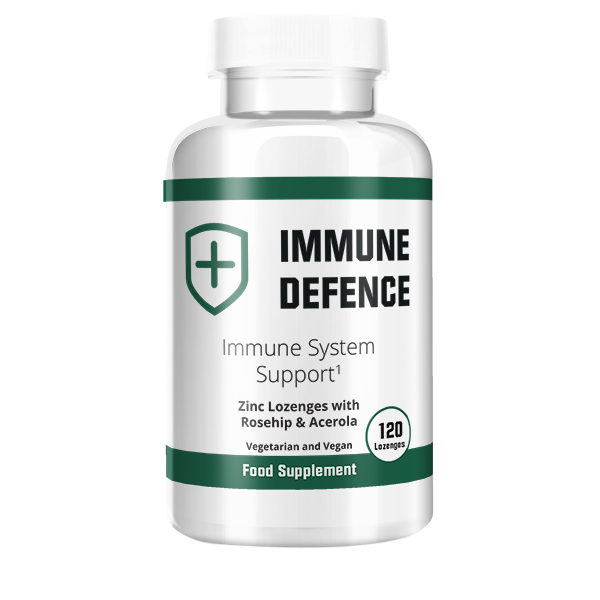 IMMUNE
DEFENCE
Immune System
Support¹
Zinc Lozenges with
Rosehip & Acerola
Vegetarian and Vegan
120
Lozenges
Food Supplement